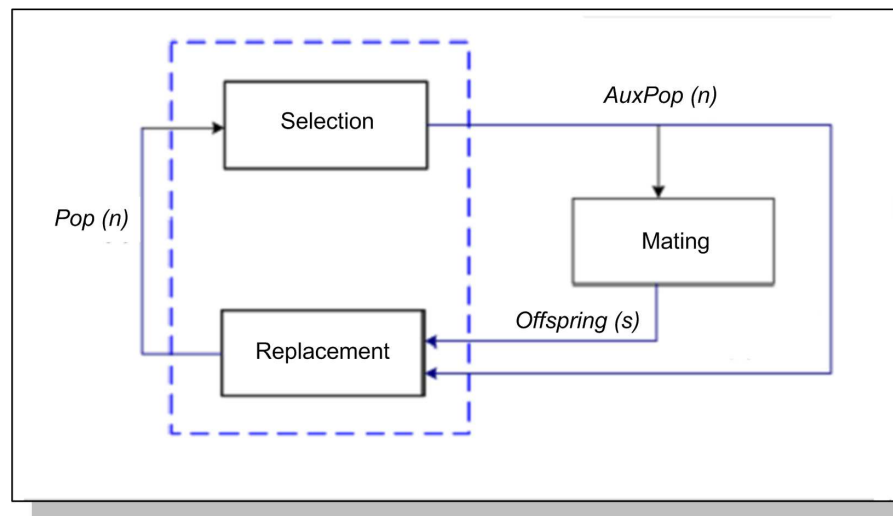 Selection
AuxPop (n)
Pop (n)
Mating
Offspring (s)
Replacement